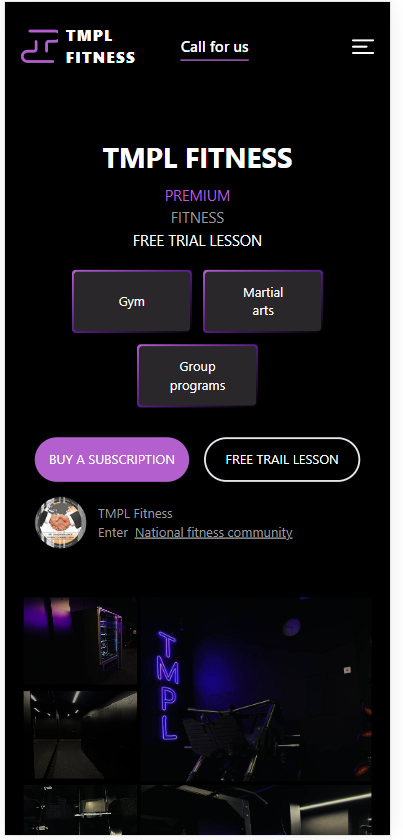 TMPL
FITNESS
Call for us
TMPL FITNESS
PREMIUM
FITNESS
FREE TRIAL LESSON
Gym
Martial
arts
Group
programs
BUY A SUBSCRIPTION
FREE TRAIL LESSON
TMPL Fitness
Enter National fitness community
TMPL